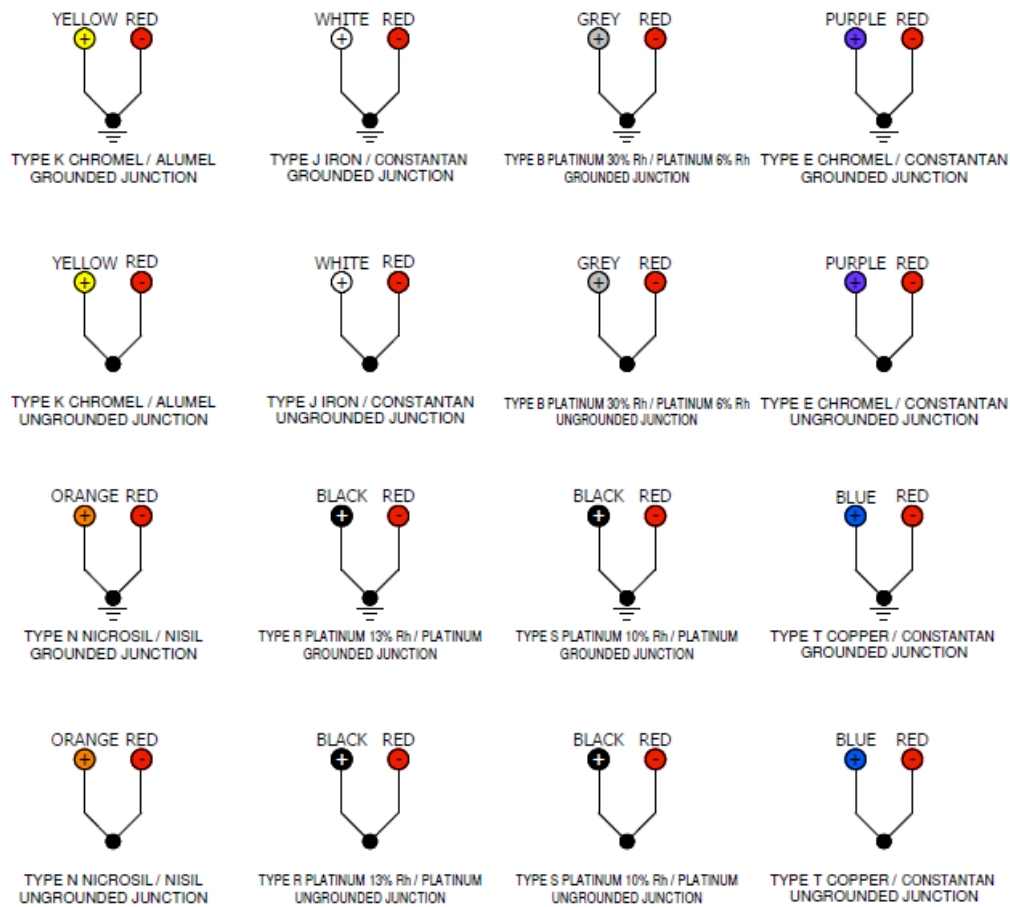 YELLOW RED
WHITE RED
GREY RED
PURPLE RED
+ -
+ -
+ -
+ -
TYPE K CHROMEL / ALUMEL
GROUNDED JUNCTION
TYPE J IRON / CONSTANTAN
GROUNDED JUNCTION
TYPE B PLATINUM 30% Rh / PLATINUM 6% Rh
GROUNDED JUNCTION
TYPE E CHROMEL / CONSTANTAN
GROUNDED JUNCTION
YELLOW RED
WHITE RED
GREY RED
PURPLE RED
+ -
+ -
+ -
+ -
TYPE K CHROMEL / ALUMEL
UNGROUNDED JUNCTION
TYPE J IRON / CONSTANTAN
UNGROUNDED JUNCTION
TYPE B PLATINUM 30% Rh / PLATINUM 6% Rh
UNGROUNDED JUNCTION
TYPE E CHROMEL / CONSTANTAN
UNGROUNDED JUNCTION
ORANGE RED
BLACK RED
BLACK RED
BLUE RED
+ -
+ -
+ -
+ -
TYPE N NICROSIL / NISIL
GROUNDED JUNCTION
TYPE R PLATINUM 13% Rh / PLATINUM
GROUNDED JUNCTION
TYPE S PLATINUM 10% Rh / PLATINUM
GROUNDED JUNCTION
TYPE T COPPER / CONSTANTAN
GROUNDED JUNCTION
ORANGE RED
BLACK RED
BLACK RED
BLUE RED
+ -
+ -
+ -
+ -
TYPE N NICROSIL / NISIL
UNGROUNDED JUNCTION
TYPE R PLATINUM 13% Rh / PLATINUM
UNGROUNDED JUNCTION
TYPE S PLATINUM 10% Rh / PLATINUM
UNGROUNDED JUNCTION
TYPE T COPPER / CONSTANTAN
UNGROUNDED JUNCTION